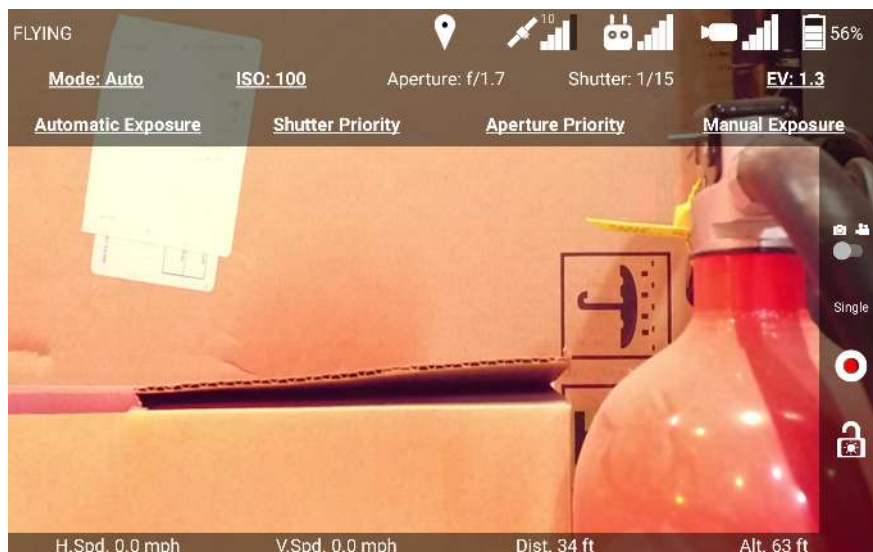 FLYING
10
56%
Mode: Auto ISO: 100 Aperture: f/1.7 Shutter: 1/15 EV: 1.3
Automatic Exposure Shutter Priority Aperture Priority Manual Exposure
Single
H.Spd. 0.0 mph V.Spd. 0.0 mph Dist. 34 ft Alt. 63 ft